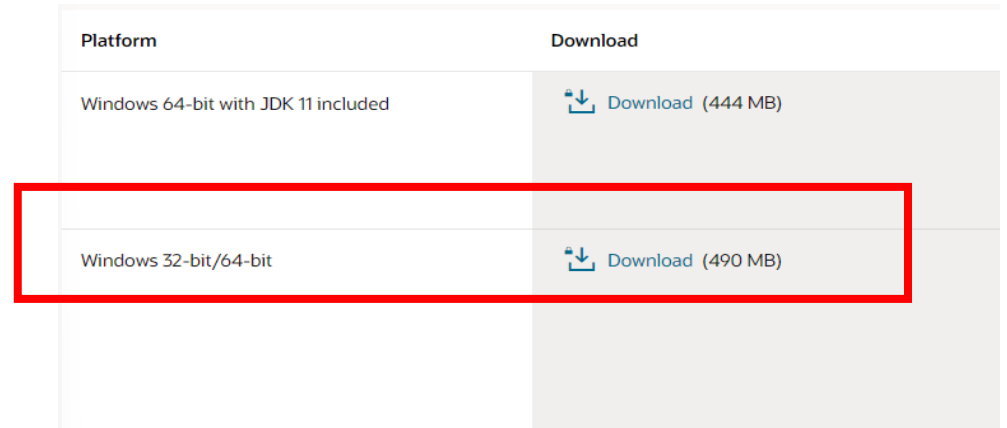 Platform Download
Windows 64-bit with JDK 11 included Download (444 MB)
Windows 32-bit/64-bit Download (490 MB)